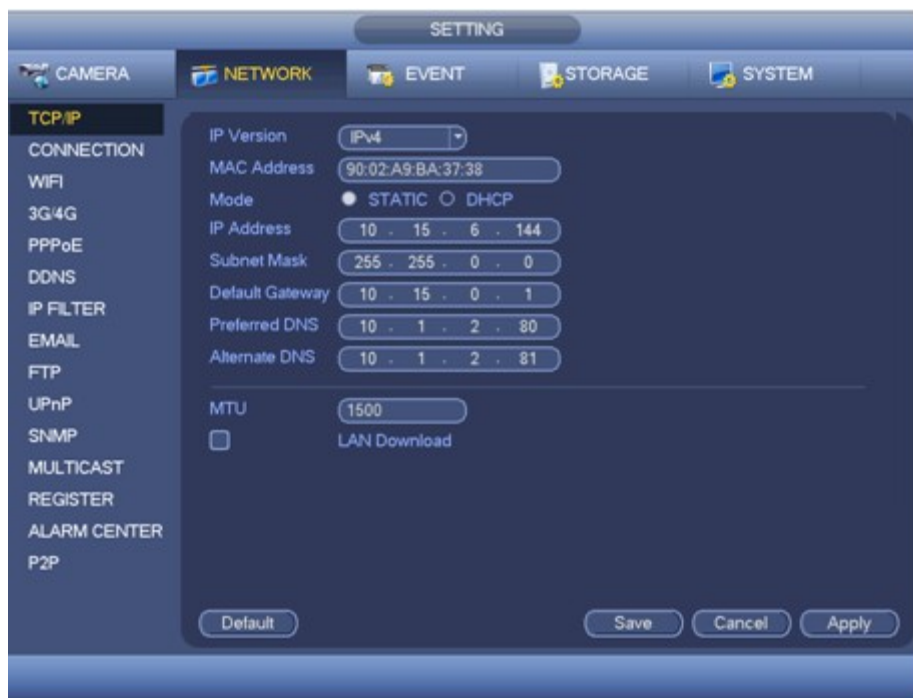 SETTING
CAMERA NETWORK EVENT STORAGE SYSTEM
TCP/IP
CONNECTION
WIFI
3G/4G
PPPoE
DDNS
IP FILTER
EMAIL
FTP
UPnP
SNMP
MULTICAST
REGISTER
ALARM CENTER
P2P
IP Version IPv4
MAC Address 90:02:A9:BA:37:38
Mode STATIC DHCP
IP Address 10 . 15 . 6 . 144
Subnet Mask 255 . 255 . 0 . 0
Default Gateway 10 . 15 . 0 . 1
Preferred DNS 10 . 1 . 2 . 80
Alternate DNS 10 . 1 . 2 . 81
MTU 1500
LAN Download
Default Save Cancel Apply